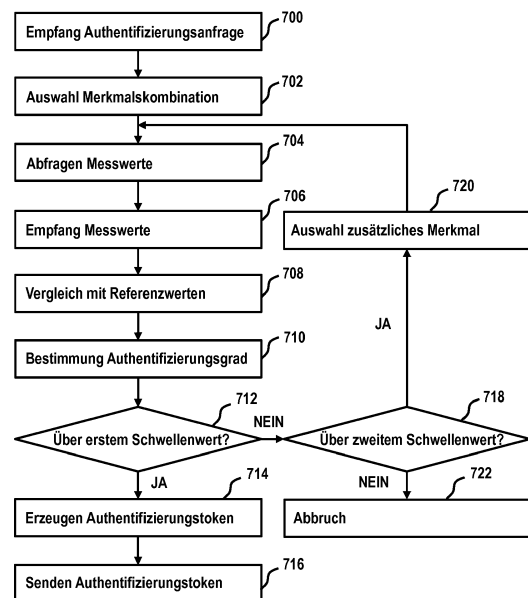 700
Empfang Authentifizierungsanfrage
702
Auswahl Merkmalskombination
704
Abfragen Messwerte
706
Empfang Messwerte
720
Auswahl zusätzliches Merkmal
708
Vergleich mit Referenzwerten
710
Bestimmung Authentifizierungsgrad
JA
712
Über erstem Schwellenwert?
NEIN
718
Über zweitem Schwellenwert?
JA
NEIN
714
Erzeugen Authentifizierungstoken
722
Abbruch
716
Senden Authentifizierungstoken